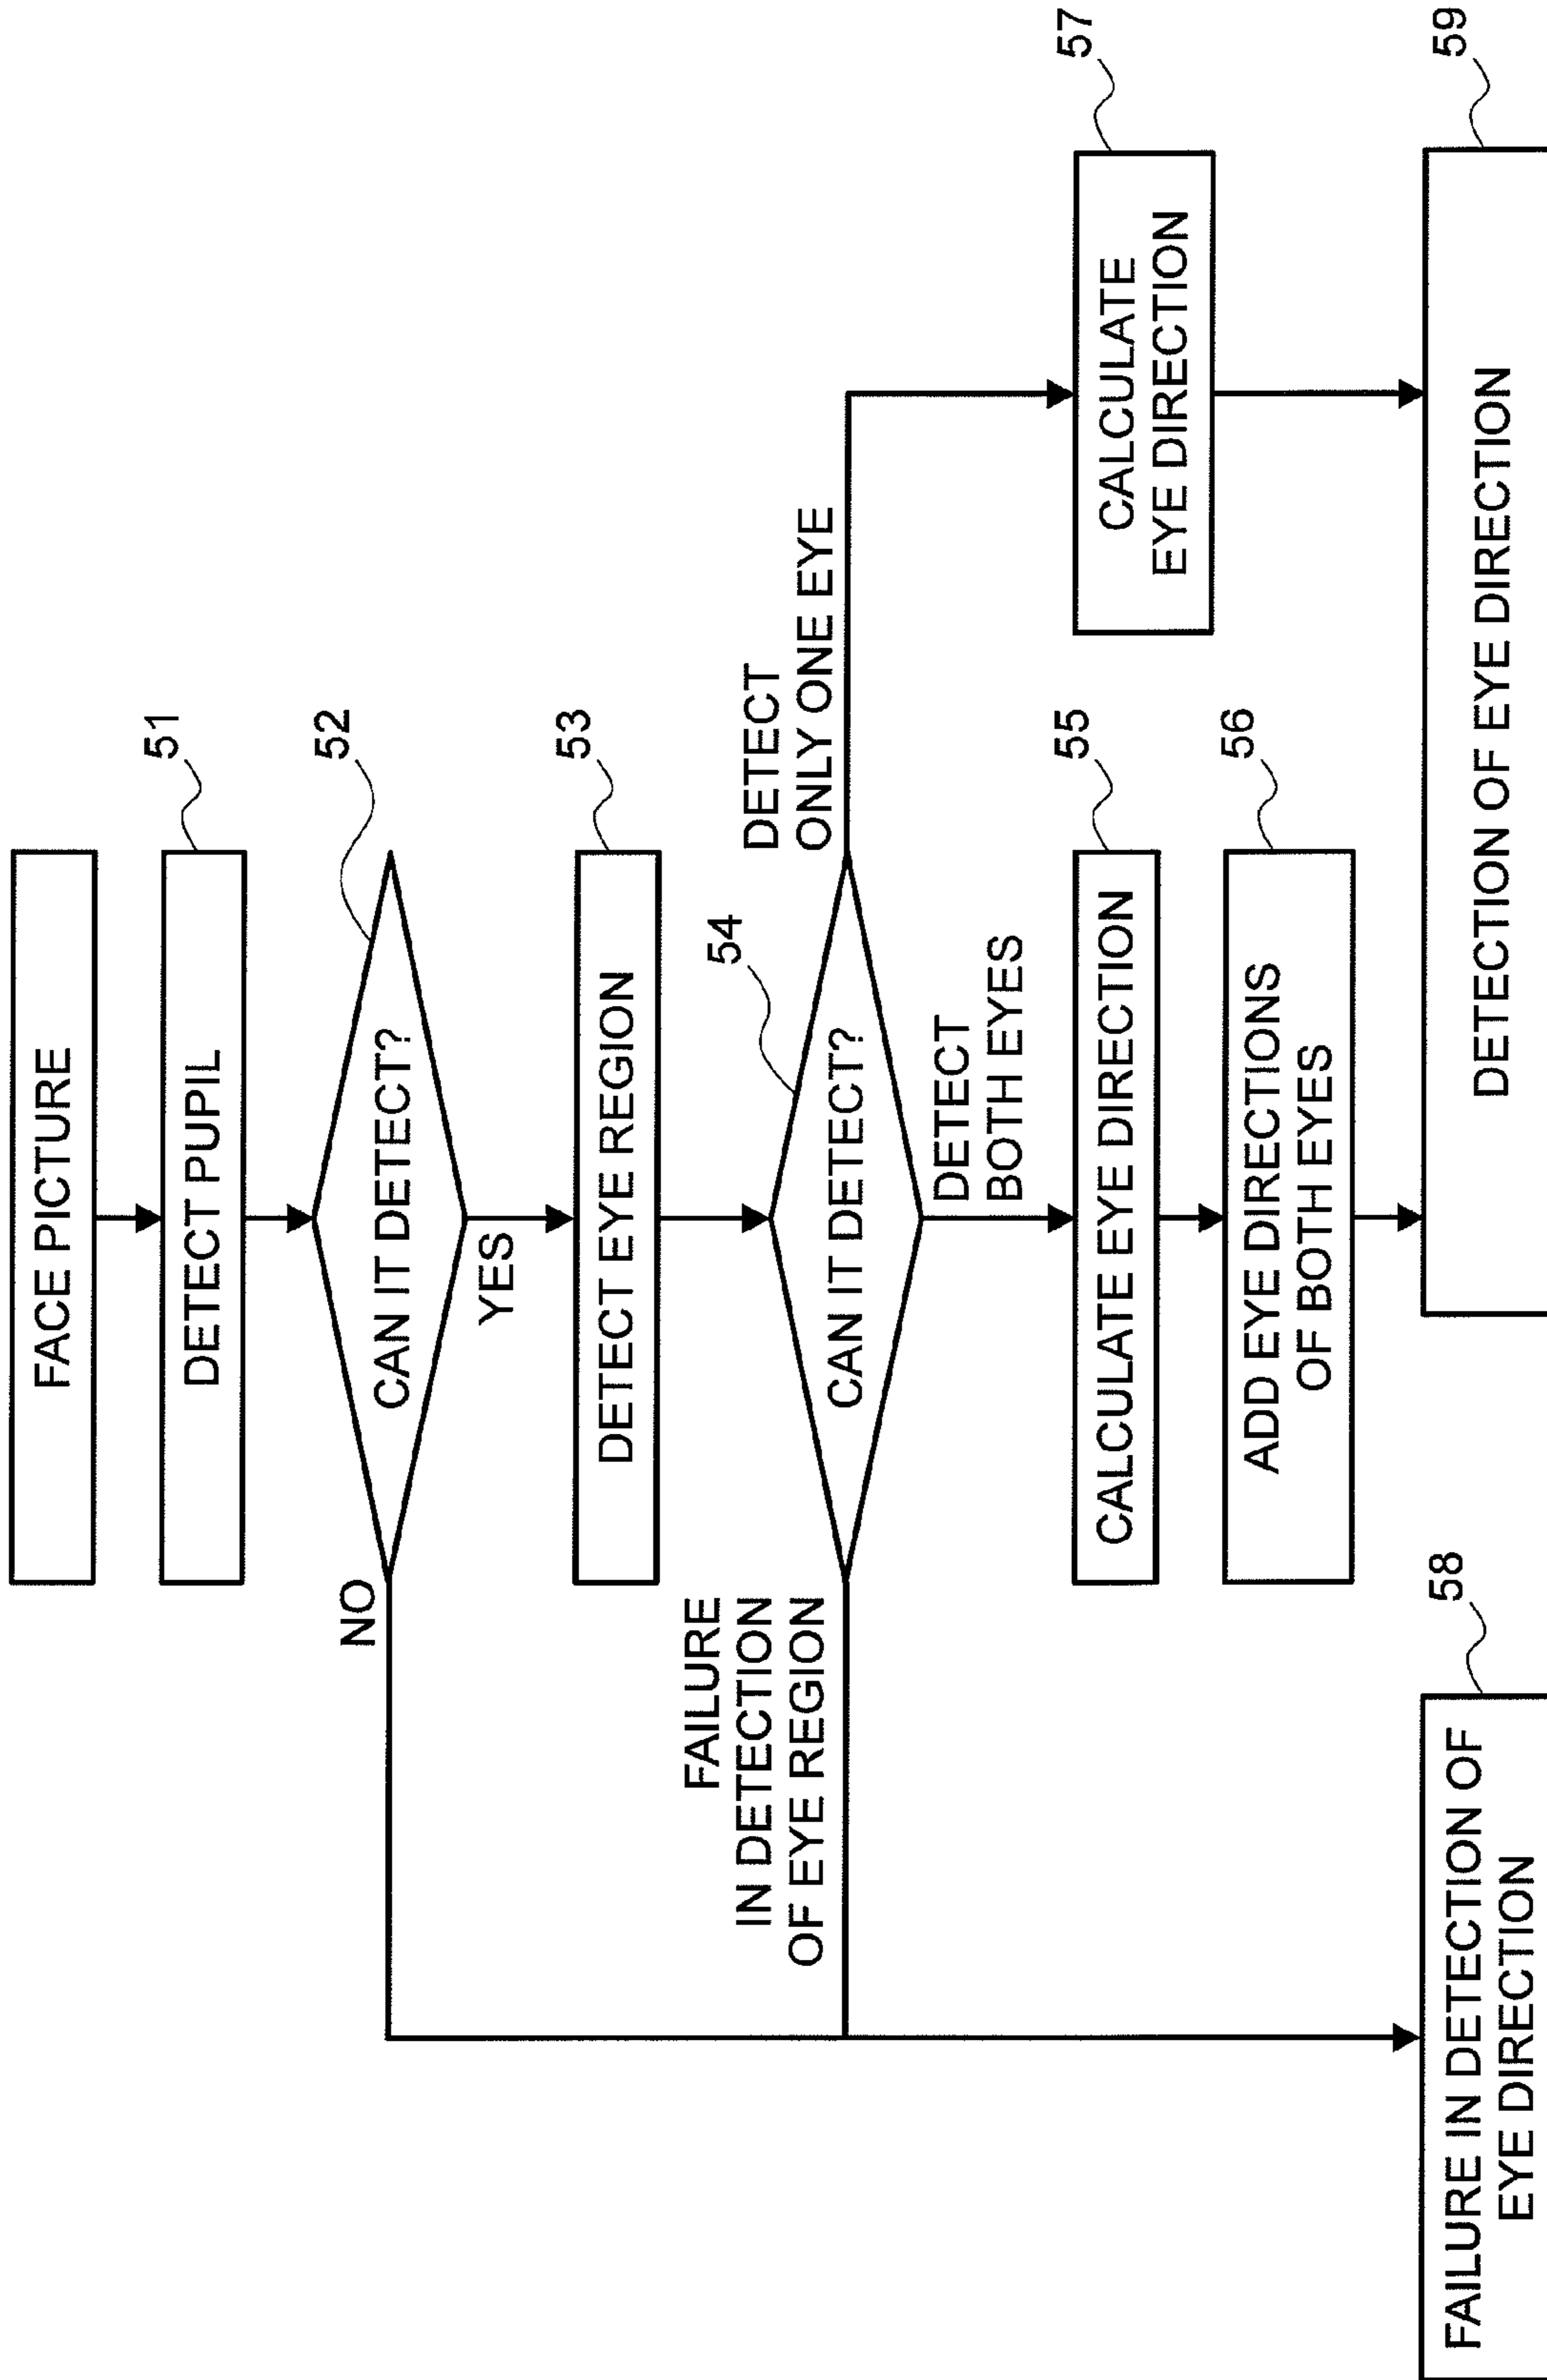 FACE PICTURE
51
DETECT PUPIL
52
CAN IT DETECT?
NO
YES
53
DETECT EYE REGION
54
CAN IT DETECT?
FAILURE
IN DETECTION
OF EYE REGION
DETECT
ONLY ONE EYE
DETECT
BOTH EYES
55
CALCULATE EYE DIRECTION
57
CALCULATE
EYE DIRECTION
56
ADD EYE DIRECTIONS
OF BOTH EYES
58
FAILURE IN DETECTION OF
EYE DIRECTION
59
DETECTION OF EYE DIRECTION